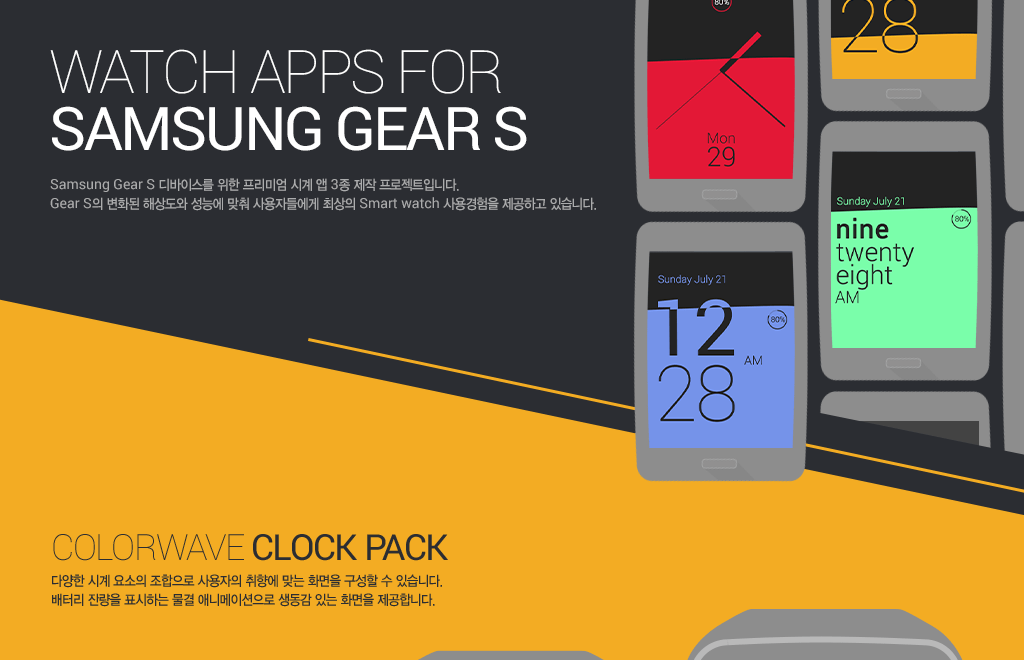 WATCH APPS FOR
SAMSUNG GEAR S
Samsung Gear S 디바이스를 위한 프리미엄 시계 앱 3종 제작 프로젝트입니다.
Gear S의 변화된 해상도와 성능에 맞춰 사용자들에게 최상의 Smart watch 사용경험을 제공하고 있습니다.
80%
Mon
29
28
Sunday July 21
80%
nine
twenty
eight
AM
Sunday July 21
12
80%
AM
28
COLORWAVE CLOCK PACK
다양한 시계 요소의 조합으로 사용자의 취향에 맞는 화면을 구성할 수 있습니다.
배터리 잔량을 표시하는 물결 애니메이션으로 생동감 있는 화면을 제공합니다.